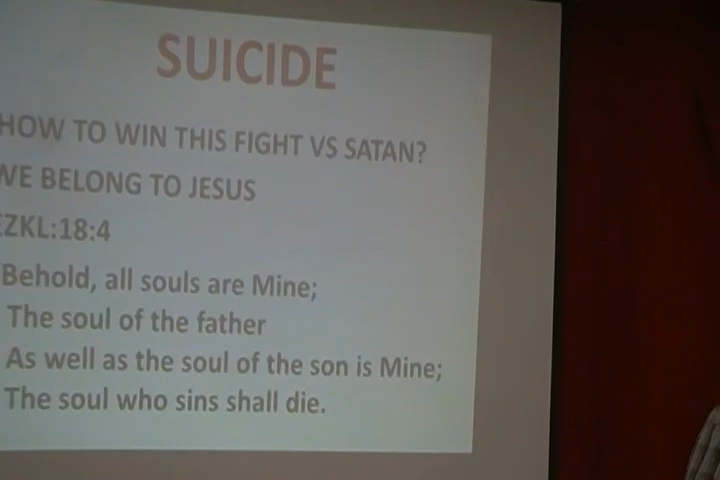 SUICIDE
HOW TO WIN THIS FIGHT VS SATAN?
WE BELONG TO JESUS
EZKL:18:4
"Behold, all souls are Mine;
The soul of the father
As well as the soul of the son is Mine;
The soul who sins shall die.